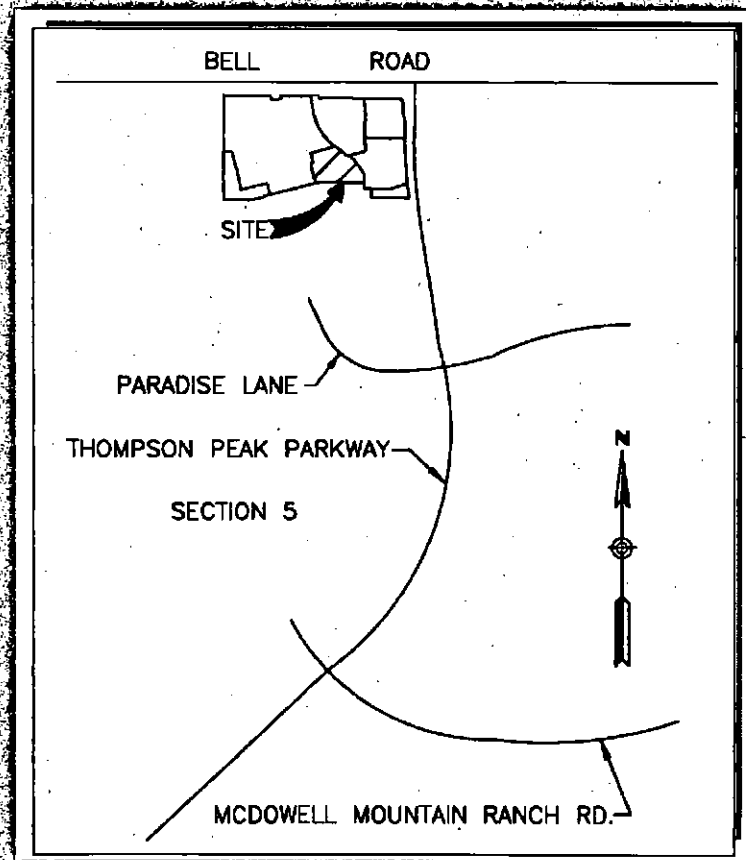 BELL ROAD
SITE
PARADISE LANE
THOMPSON PEAK PARKWAY
N
SECTION 5
MCDOWELL MOUNTAIN RANCH RD.